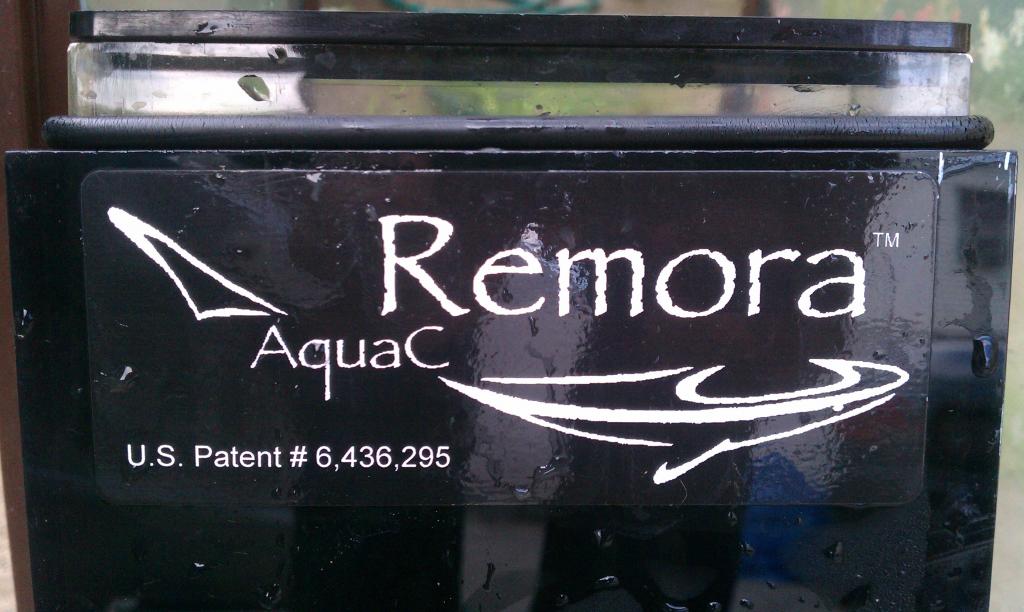 Remora™
AquaC
U.S. Patent # 6,436,295